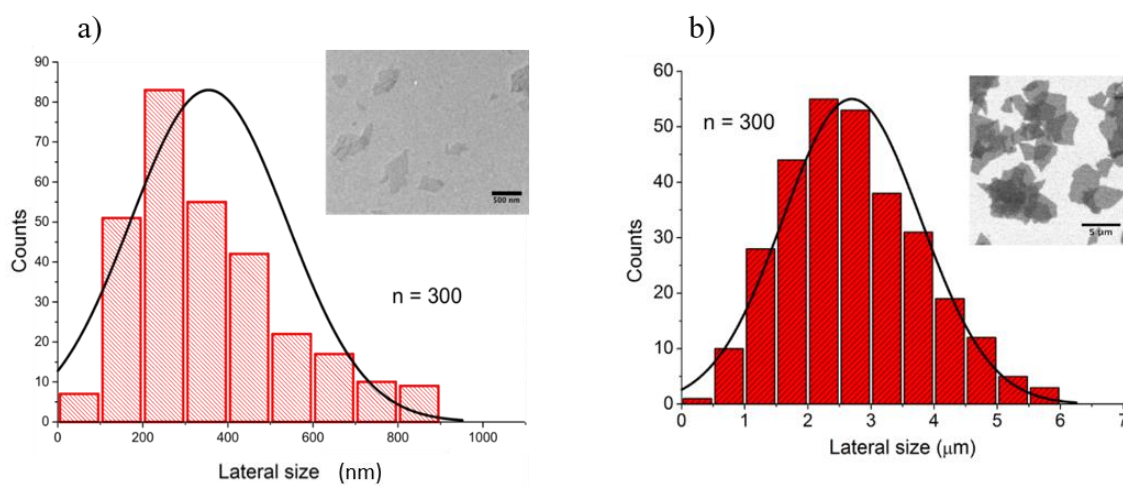 a)
90
80
70
60
50
40
30
20
10
0
Counts
n = 300
500 nm
0 200 400 600 800 1000
Lateral size (nm)
b)
60
50
40
30
20
10
0
Counts
n = 300
5 μm
0 1 2 3 4 5 6 7
Lateral size (μm)